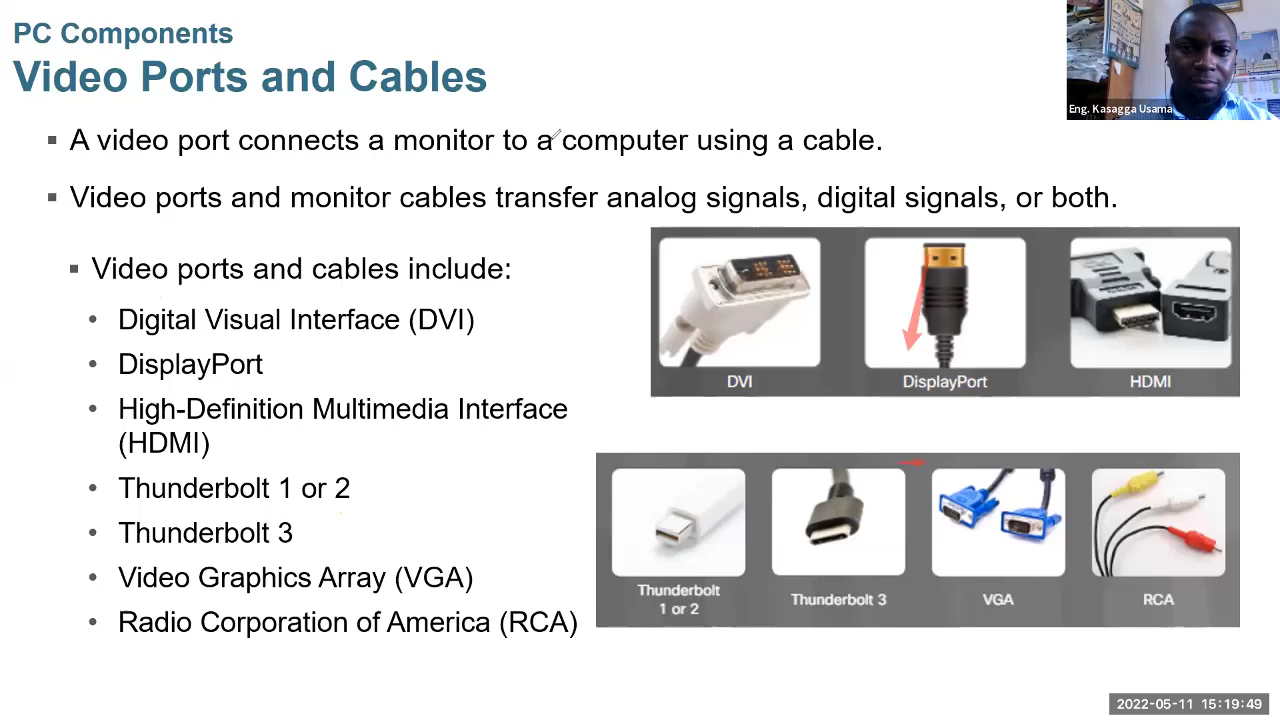 PC Components
Video Ports and Cables
Eng. Kasagga Usama
▪ A video port connects a monitor to a computer using a cable.
▪ Video ports and monitor cables transfer analog signals, digital signals, or both.
▪ Video ports and cables include:
• Digital Visual Interface (DVI)
• DisplayPort
• High-Definition Multimedia Interface
(HDMI)
• Thunderbolt 1 or 2
• Thunderbolt 3
• Video Graphics Array (VGA)
• Radio Corporation of America (RCA)
DVI
DisplayPort
HDMI
Thunderbolt
1 or 2
Thunderbolt 3
VGA
RCA
2022-05-11 15:19:49